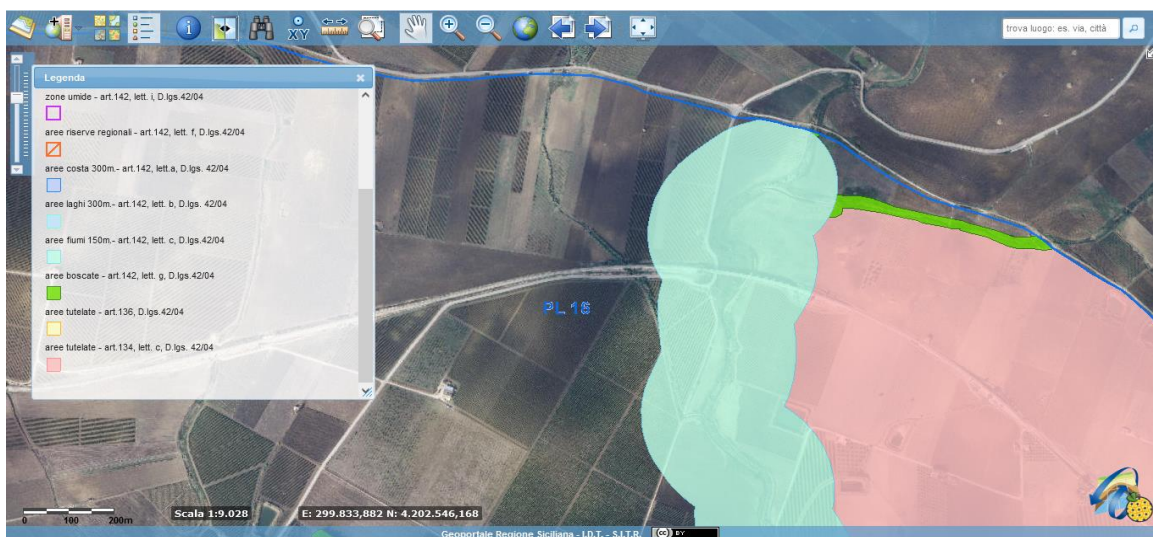 XY
trova luogo: es. via, città
Legenda
zone umide - art.142, lett. i, D.lgs.42/04
aree riserve regionali - art.142, lett. f, D.lgs.42/04
aree costa 300m.- art.142, lett.a, D.lgs. 42/04
aree laghi 300m.- art.142, lett. b, D.lgs. 42/04
aree fiumi 150m.- art.142, lett. c, D.lgs.42/04
aree boscate - art.142, lett. g, D.lgs.42/04
aree tutelate - art.136, D.lgs.42/04
aree tutelate - art.134, lett. c, D.lgs. 42/04
PL 16
0 100 200m
Scala 1:9.028
E: 299.833,882 N: 4.202.546,168
Geoportale Regione Siciliana - I.D.T. - S.I.T.R.
cc BY